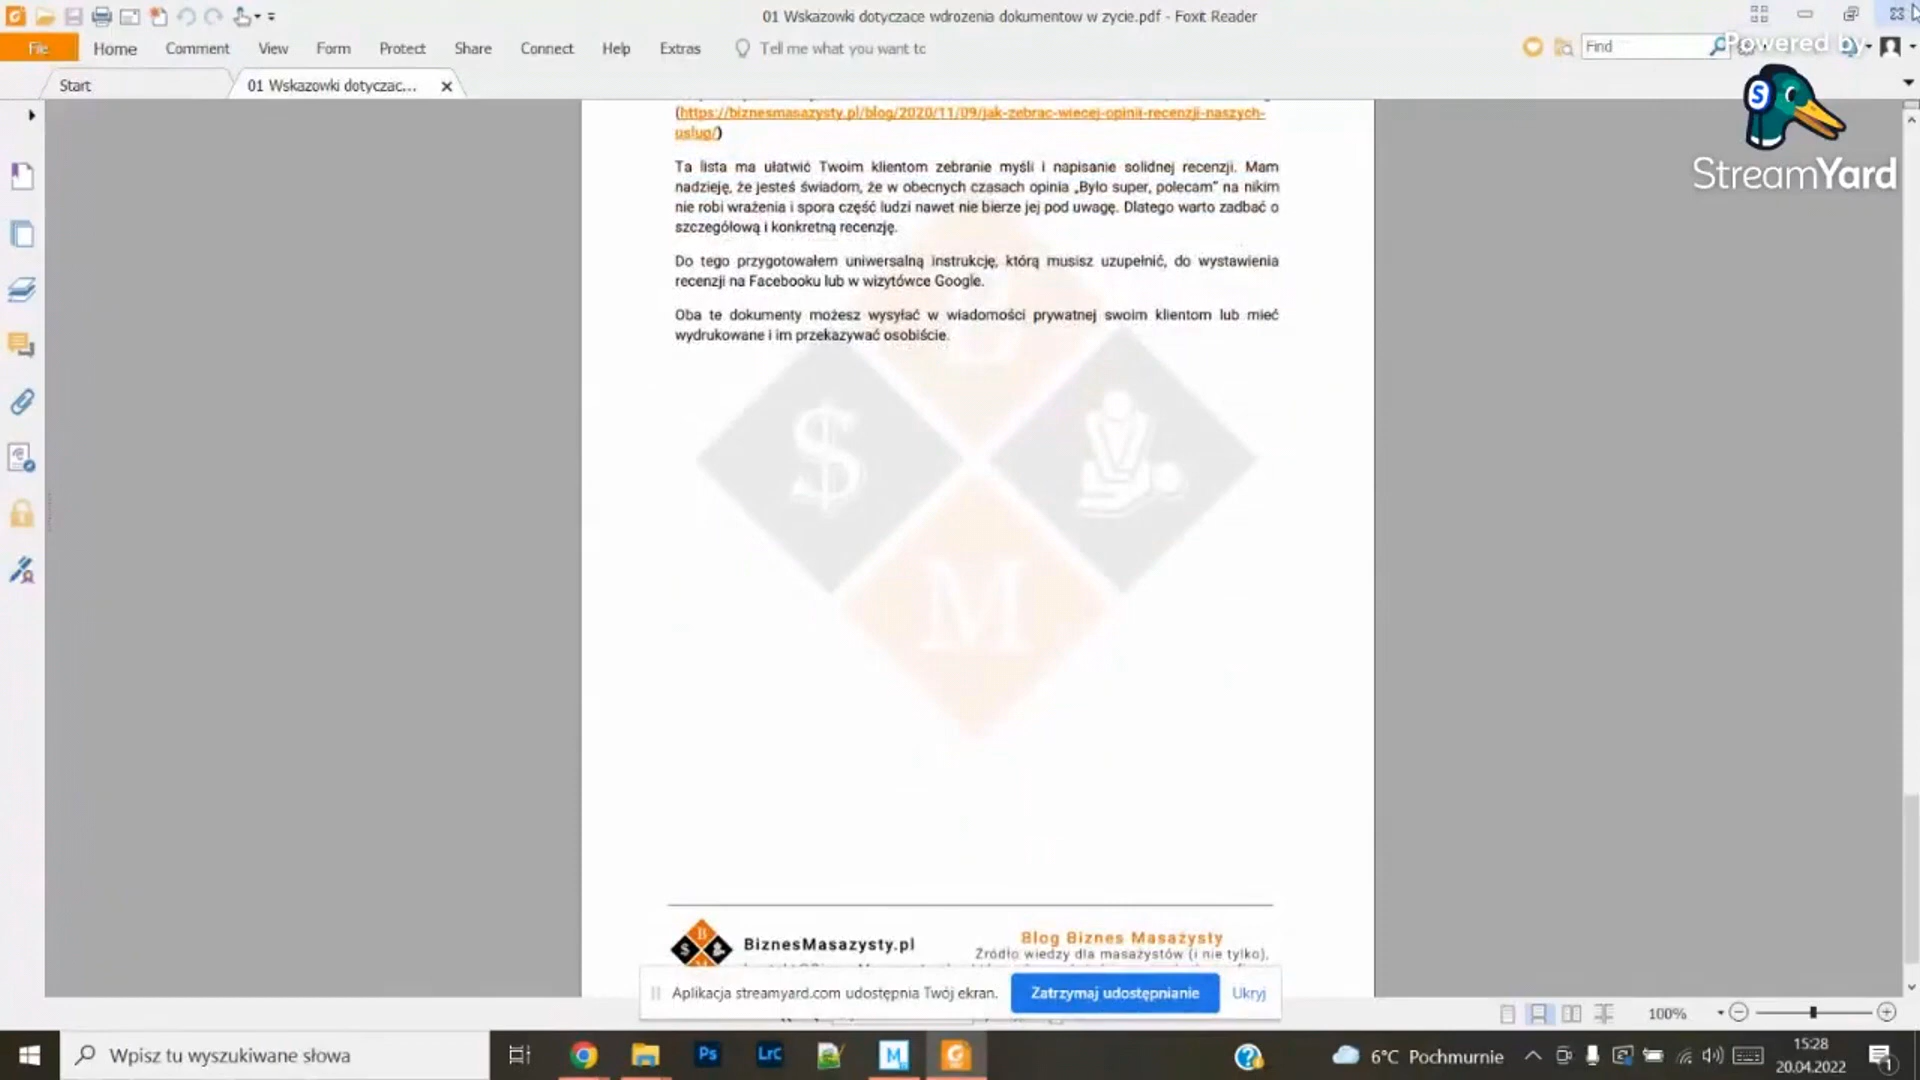 01 Wskazowki dotyczace wdrozenia dokumentow w zycie.pdf - Foxit Reader
File Home Comment View Form Protect Share Connect Help Extras Tell me what you want tc
Find
Powered by
StreamYard
Start
01 Wskazowki dotyczac...
(https://biznesmasazysty.pl/blog/2020/11/09/jak-zebrac-wiecej-opinii-recenzji-naszych-
uslug/)
Ta lista ma ułatwić Twoim klientom zebranie myśli i napisanie solidnej recenzji. Mam
nadzieję, że jesteś świadom, że w obecnych czasach opinia „Było super, polecam” na nikim
nie robi wrażenia i spora część ludzi nawet nie bierze jej pod uwagę. Dlatego warto zadbać o
szczegółową i konkretną recenzję.
Do tego przygotowałem uniwersalną instrukcję, którą musisz uzupełnić, do wystawienia
recenzji na Facebooku lub w wizytówce Google.
Oba te dokumenty możesz wysyłać w wiadomości prywatnej swoim klientom lub mieć
wydrukowane i im przekazywać osobiście.
B
$
M
B
$
BiznesMasazysty.pl
Blog Biznes Masażysty
Źródło wiedzy dla masażystów (i nie tylko),
Aplikacja streamyard.com udostępnia Twój ekran.
Zatrzymaj udostępnianie
Ukryj
100%
Wpisz tu wyszukiwane słowa
Ps
LrC
M
6°C Pochmurnie
15:28
20.04.2022
1